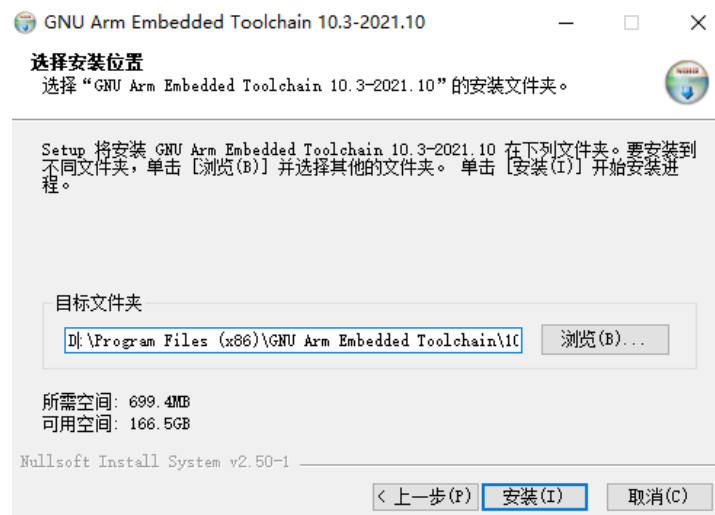 GNU Arm Embedded Toolchain 10.3-2021.10
选择安装位置
选择“GNU Arm Embedded Toolchain 10.3-2021.10”的安装文件夹。
Setup 将安装 GNU Arm Embedded Toolchain 10.3-2021.10 在下列文件夹。要安装到
不同文件夹，单击 [浏览(B)] 并选择其他的文件夹。 单击 [安装(I)] 开始安装进
程。
目标文件夹
D:\Program Files (x86)\GNU Arm Embedded Toolchain\10
浏览(B)...
所需空间: 699.4MB
可用空间: 166.5GB
Nullsoft Install System v2.50-1
< 上一步(P) 安装(I) 取消(C)